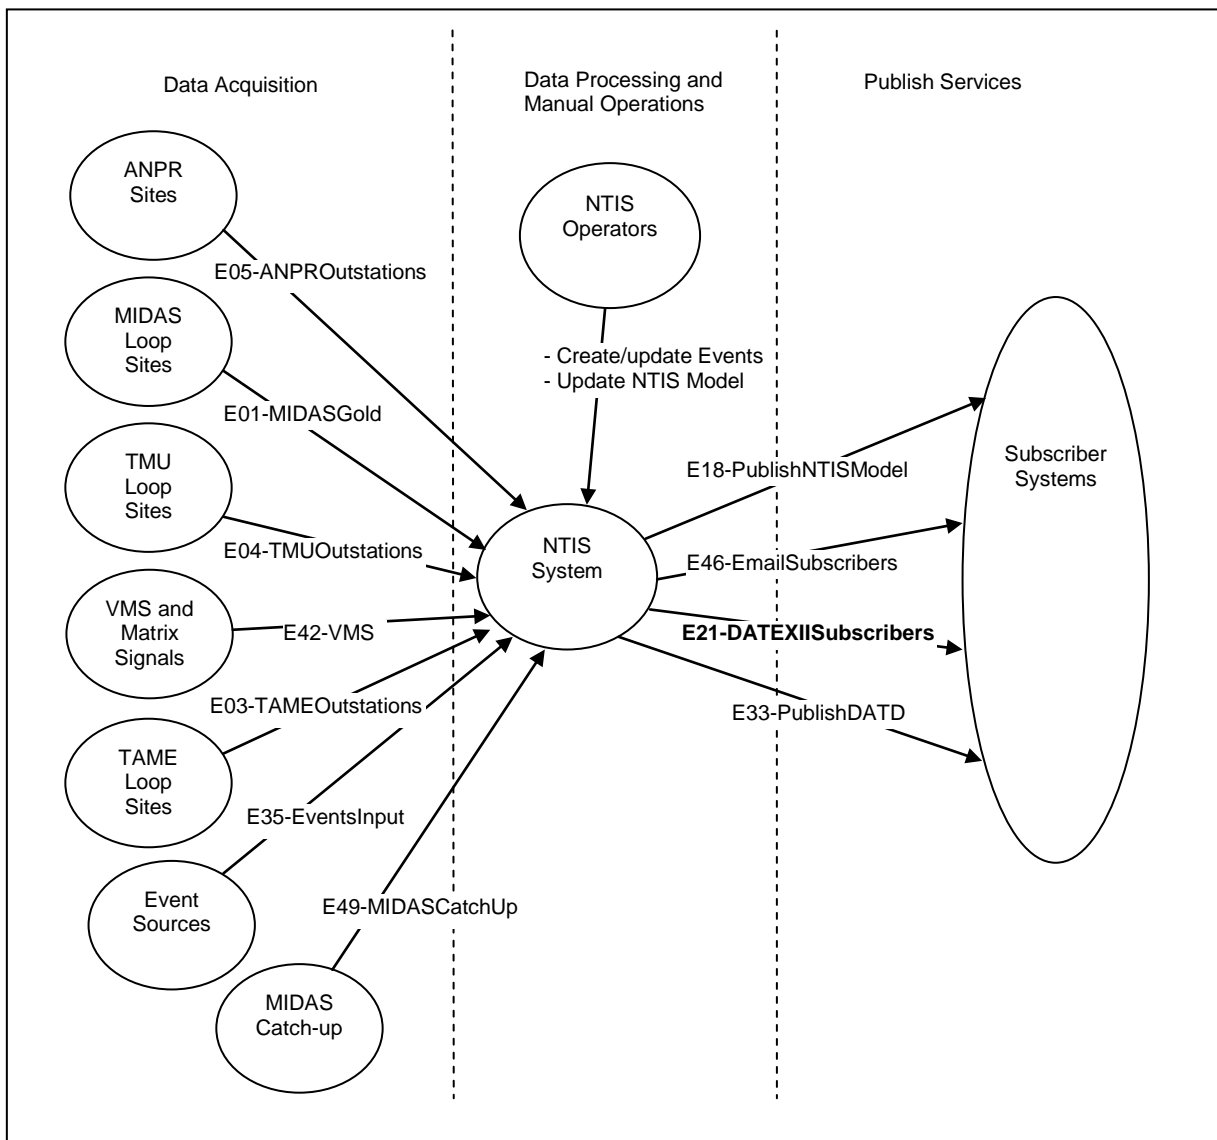 Data Acquisition
Data Processing and
Manual Operations
Publish Services
ANPR
Sites
NTIS
Operators
E05-ANPROutstations
MIDAS
Loop
Sites
- Create/update Events
- Update NTIS Model
E01-MIDASGold
TMU
Loop
Sites
E18-PublishNTISModel
Subscriber
Systems
E04-TMUOutstations
NTIS
System
E46-EmailSubscribers
VMS and
Matrix
Signals
E42-VMS
E21-DATEXIISubscribers
E03-TAMEOutstations
E33-PublishDATD
TAME
Loop
Sites
E35-EventsInput
Event
Sources
E49-MIDASCatchUp
MIDAS
Catch-up